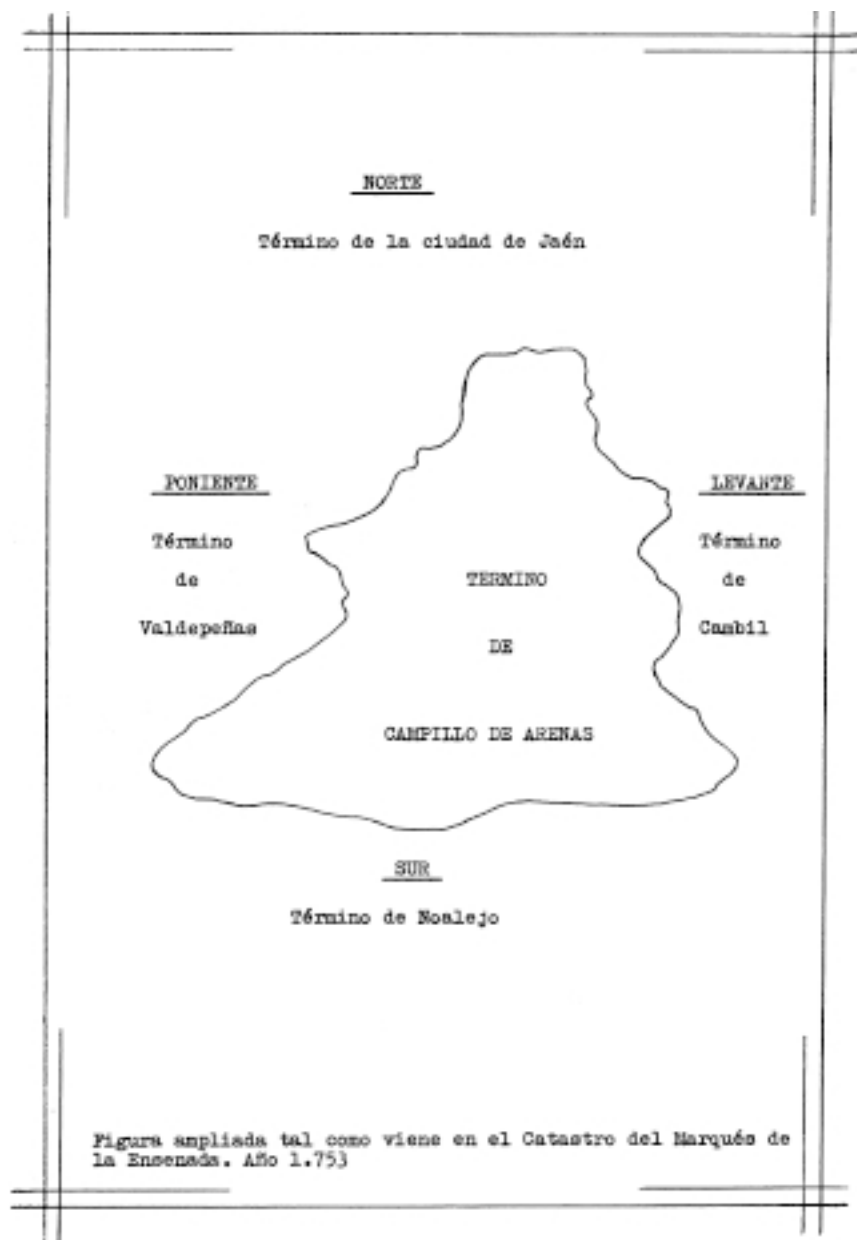 NORTE
Término de la ciudad de Jaén
PONIENTE
Término
de
Valdepeñas
LEVANTE
Término
de
Cambil
TERMINO
DE
CAMPILLO DE ARENAS
SUR
Término de Noalejo
Figura ampliada tal como viene en el Catastro del Marqués de
la Ensenada. Año 1.753